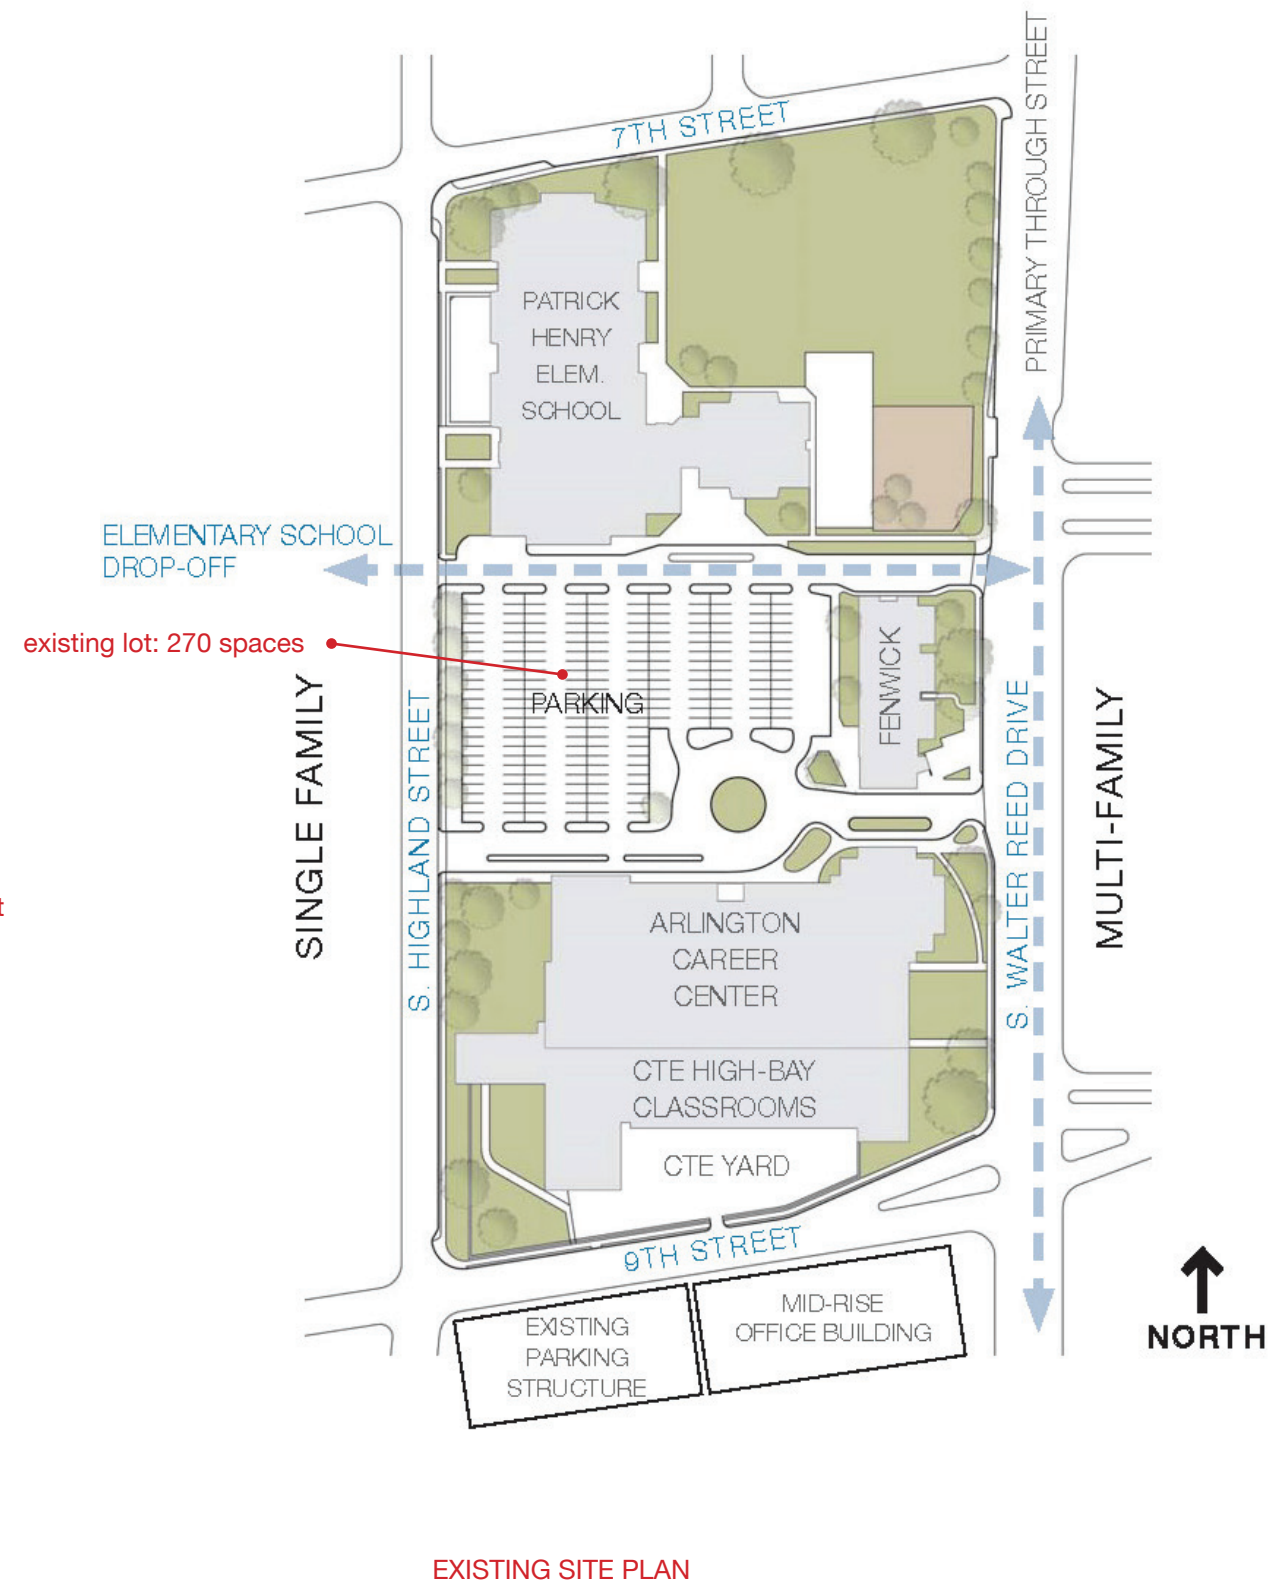 7TH STREET
PRIMARY THROUGH STREET
PATRICK
HENRY
ELEM.
SCHOOL
ELEMENTARY SCHOOL
DROP-OFF
existing lot: 270 spaces
PARKING
FENWICK
SINGLE FAMILY
S. HIGHLAND STREET
S. WALTER REED DRIVE
MULTI-FAMILY
t
ARLINGTON
CAREER
CENTER
CTE HIGH-BAY
CLASSROOMS
CTE YARD
9TH STREET
EXISTING
PARKING
STRUCTURE
MID-RISE
OFFICE BUILDING
NORTH
EXISTING SITE PLAN